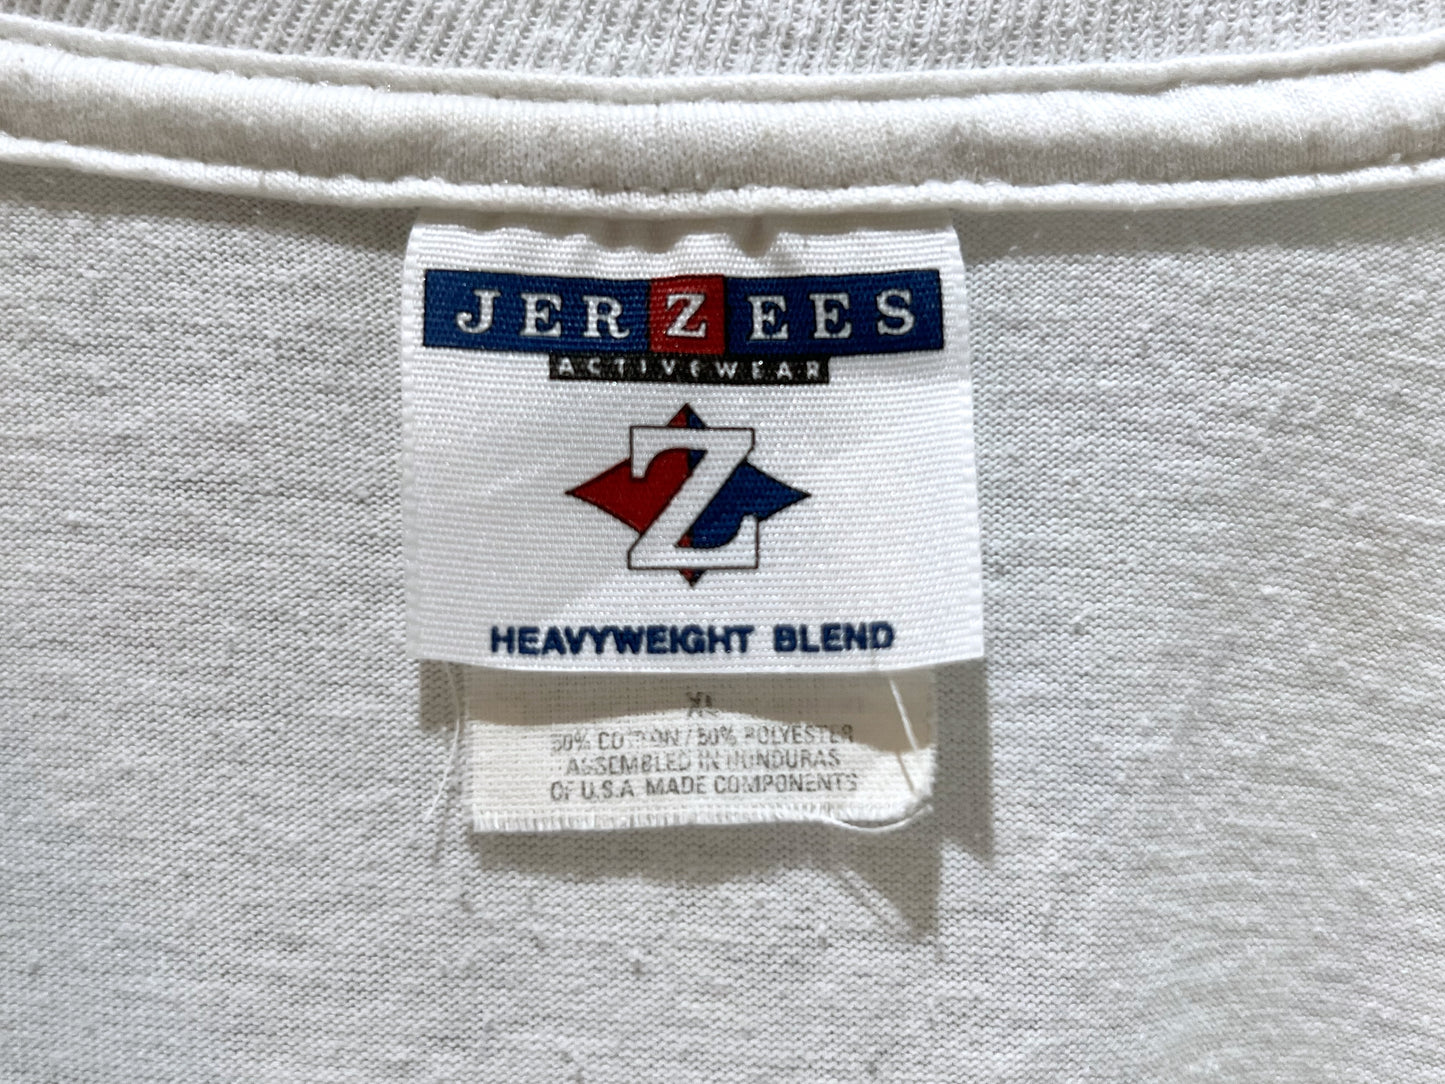 JERZEES
ACTIVEWEAR
Z
HEAVYWEIGHT BLEND
XL
50% COTTON / 50% POLYESTER
ASSEMBLED IN HONDURAS
OF U.S.A. MADE COMPONENTS